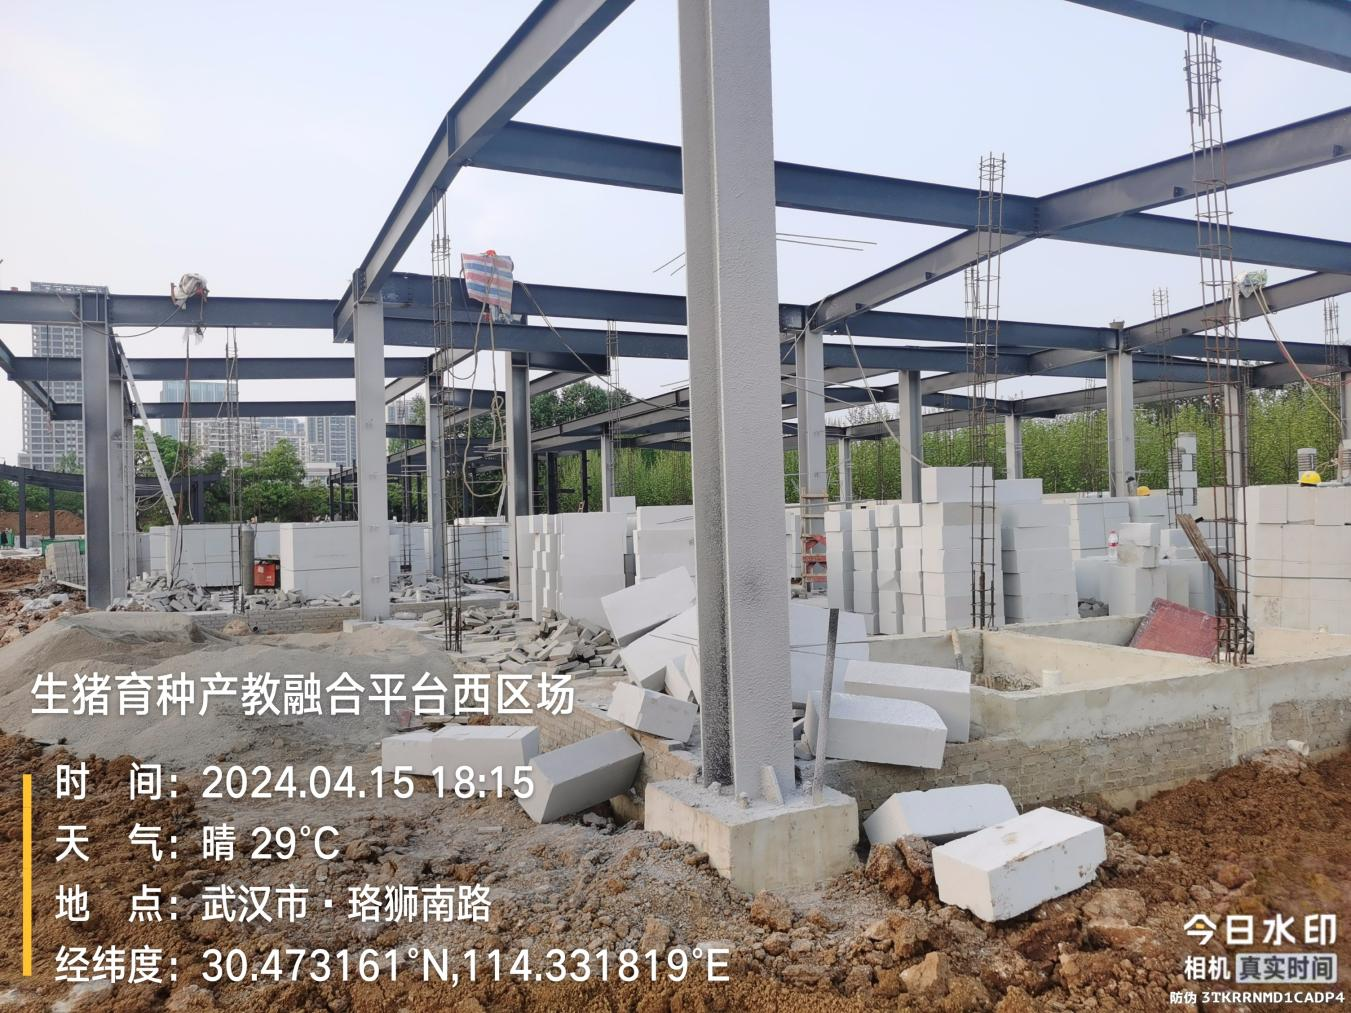 生猪育种产教融合平台西区场
时 间：2024.04.15 18:15
天 气：晴 29°C
地 点：武汉市·珞狮南路
经纬度：30.473161°N,114.331819°E
今日水印
相机 真实时间
防伪 3TKRRNMD1CADP4